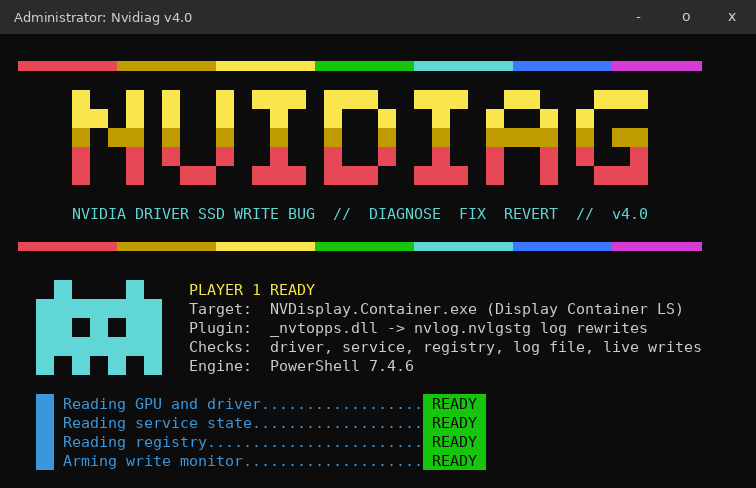 Administrator: Nvidiag v4.0 - o x
NVIDIAG
NVIDIA DRIVER SSD WRITE BUG // DIAGNOSE FIX REVERT // v4.0
PLAYER 1 READY
Target: NVDisplay.Container.exe (Display Container LS)
Plugin: _nvtopps.dll -> nvlog.nvlgstg log rewrites
Checks: driver, service, registry, log file, live writes
Engine: PowerShell 7.4.6
Reading GPU and driver.................. READY
Reading service state................... READY
Reading registry........................ READY
Arming write monitor.................... READY